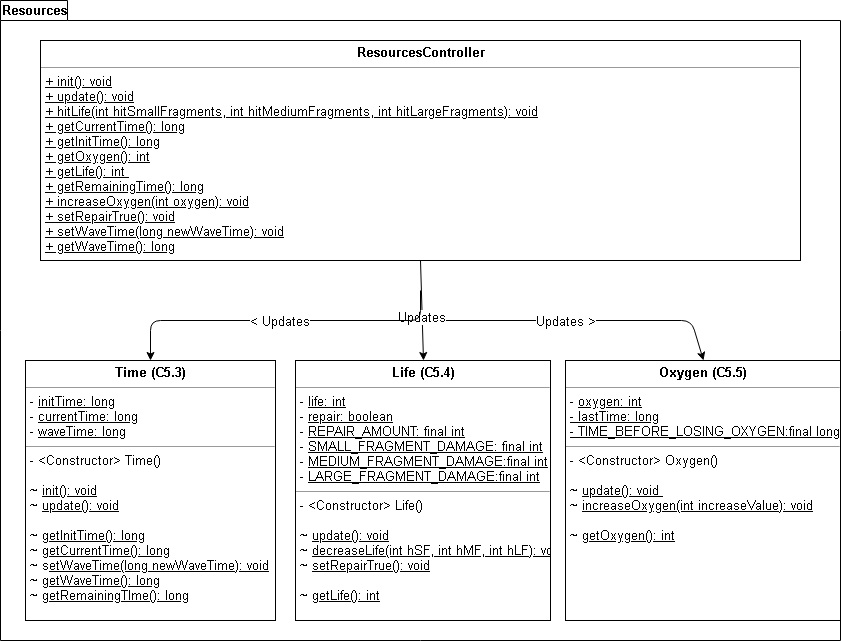 Resources
ResourcesController
+ init(): void
+ update(): void
+ hitLife(int hitSmallFragments, int hitMediumFragments, int hitLargeFragments): void
+ getCurrentTime(): long
+ getInitTime(): long
+ getOxygen(): int
+ getLife(): int
+ getRemainingTime(): long
+ increaseOxygen(int oxygen): void
+ setRepairTrue(): void
+ setWaveTime(long newWaveTime): void
+ getWaveTime(): long
< Updates
Updates
Updates >
Time (C5.3)
- initTime: long
- currentTime: long
- waveTime: long
- <Constructor> Time()
~ init(): void
~ update(): void
~ getInitTime(): long
~ getCurrentTime(): long
~ setWaveTime(long newWaveTime): void
~ getWaveTime(): long
~ getRemainingTIme(): long
Life (C5.4)
- life: int
- repair: boolean
- REPAIR_AMOUNT: final int
- SMALL_FRAGMENT_DAMAGE: final int
- MEDIUM_FRAGMENT_DAMAGE:final int
- LARGE_FRAGMENT_DAMAGE:final int
- <Constructor> Life()
~ update(): void
~ decreaseLife(int hSF, int hMF, int hLF):
~ setRepairTrue(): void
~ getLife(): int
Oxygen (C5.5)
- oxygen: int
- lastTime: long
- TIME_BEFORE_LOSING_OXYGEN:final long
- <Constructor> Oxygen()
~ update(): void
~ increaseOxygen(int increaseValue): void
~ getOxygen(): int